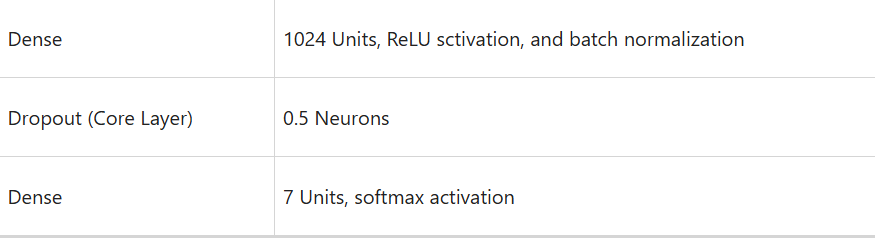 Dense 1024 Units, ReLU sctivation, and batch normalization
Dropout (Core Layer) 0.5 Neurons
Dense 7 Units, softmax activation